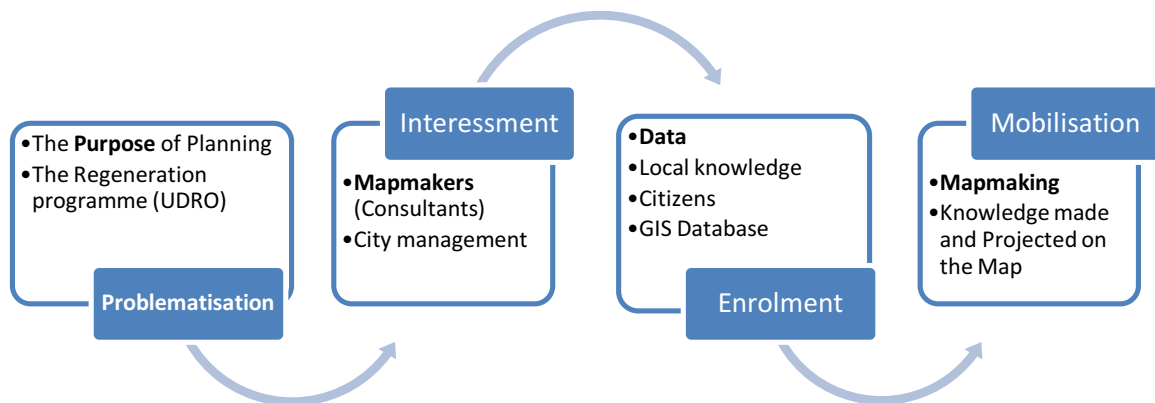 •The Purpose of Planning
•The Regeneration
programme (UDRO)
Problematisation
Interessment
•Mapmakers
(Consultants)
•City management
•Data
•Local knowledge
•Citizens
•GIS Database
Enrolment
Mobilisation
•Mapmaking
•Knowledge made
and Projected on
the Map